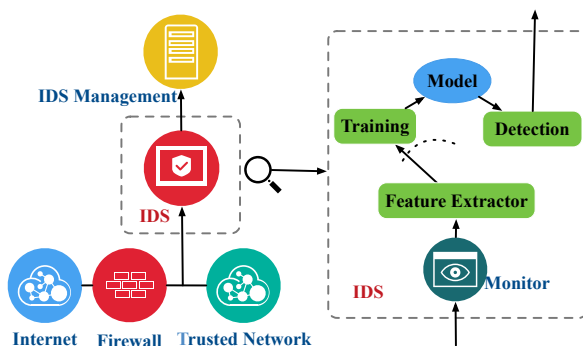 IDS Management
IDS
Internet
Firewall
Trusted Network
Model
Training
Detection
Feature Extractor
Monitor
IDS